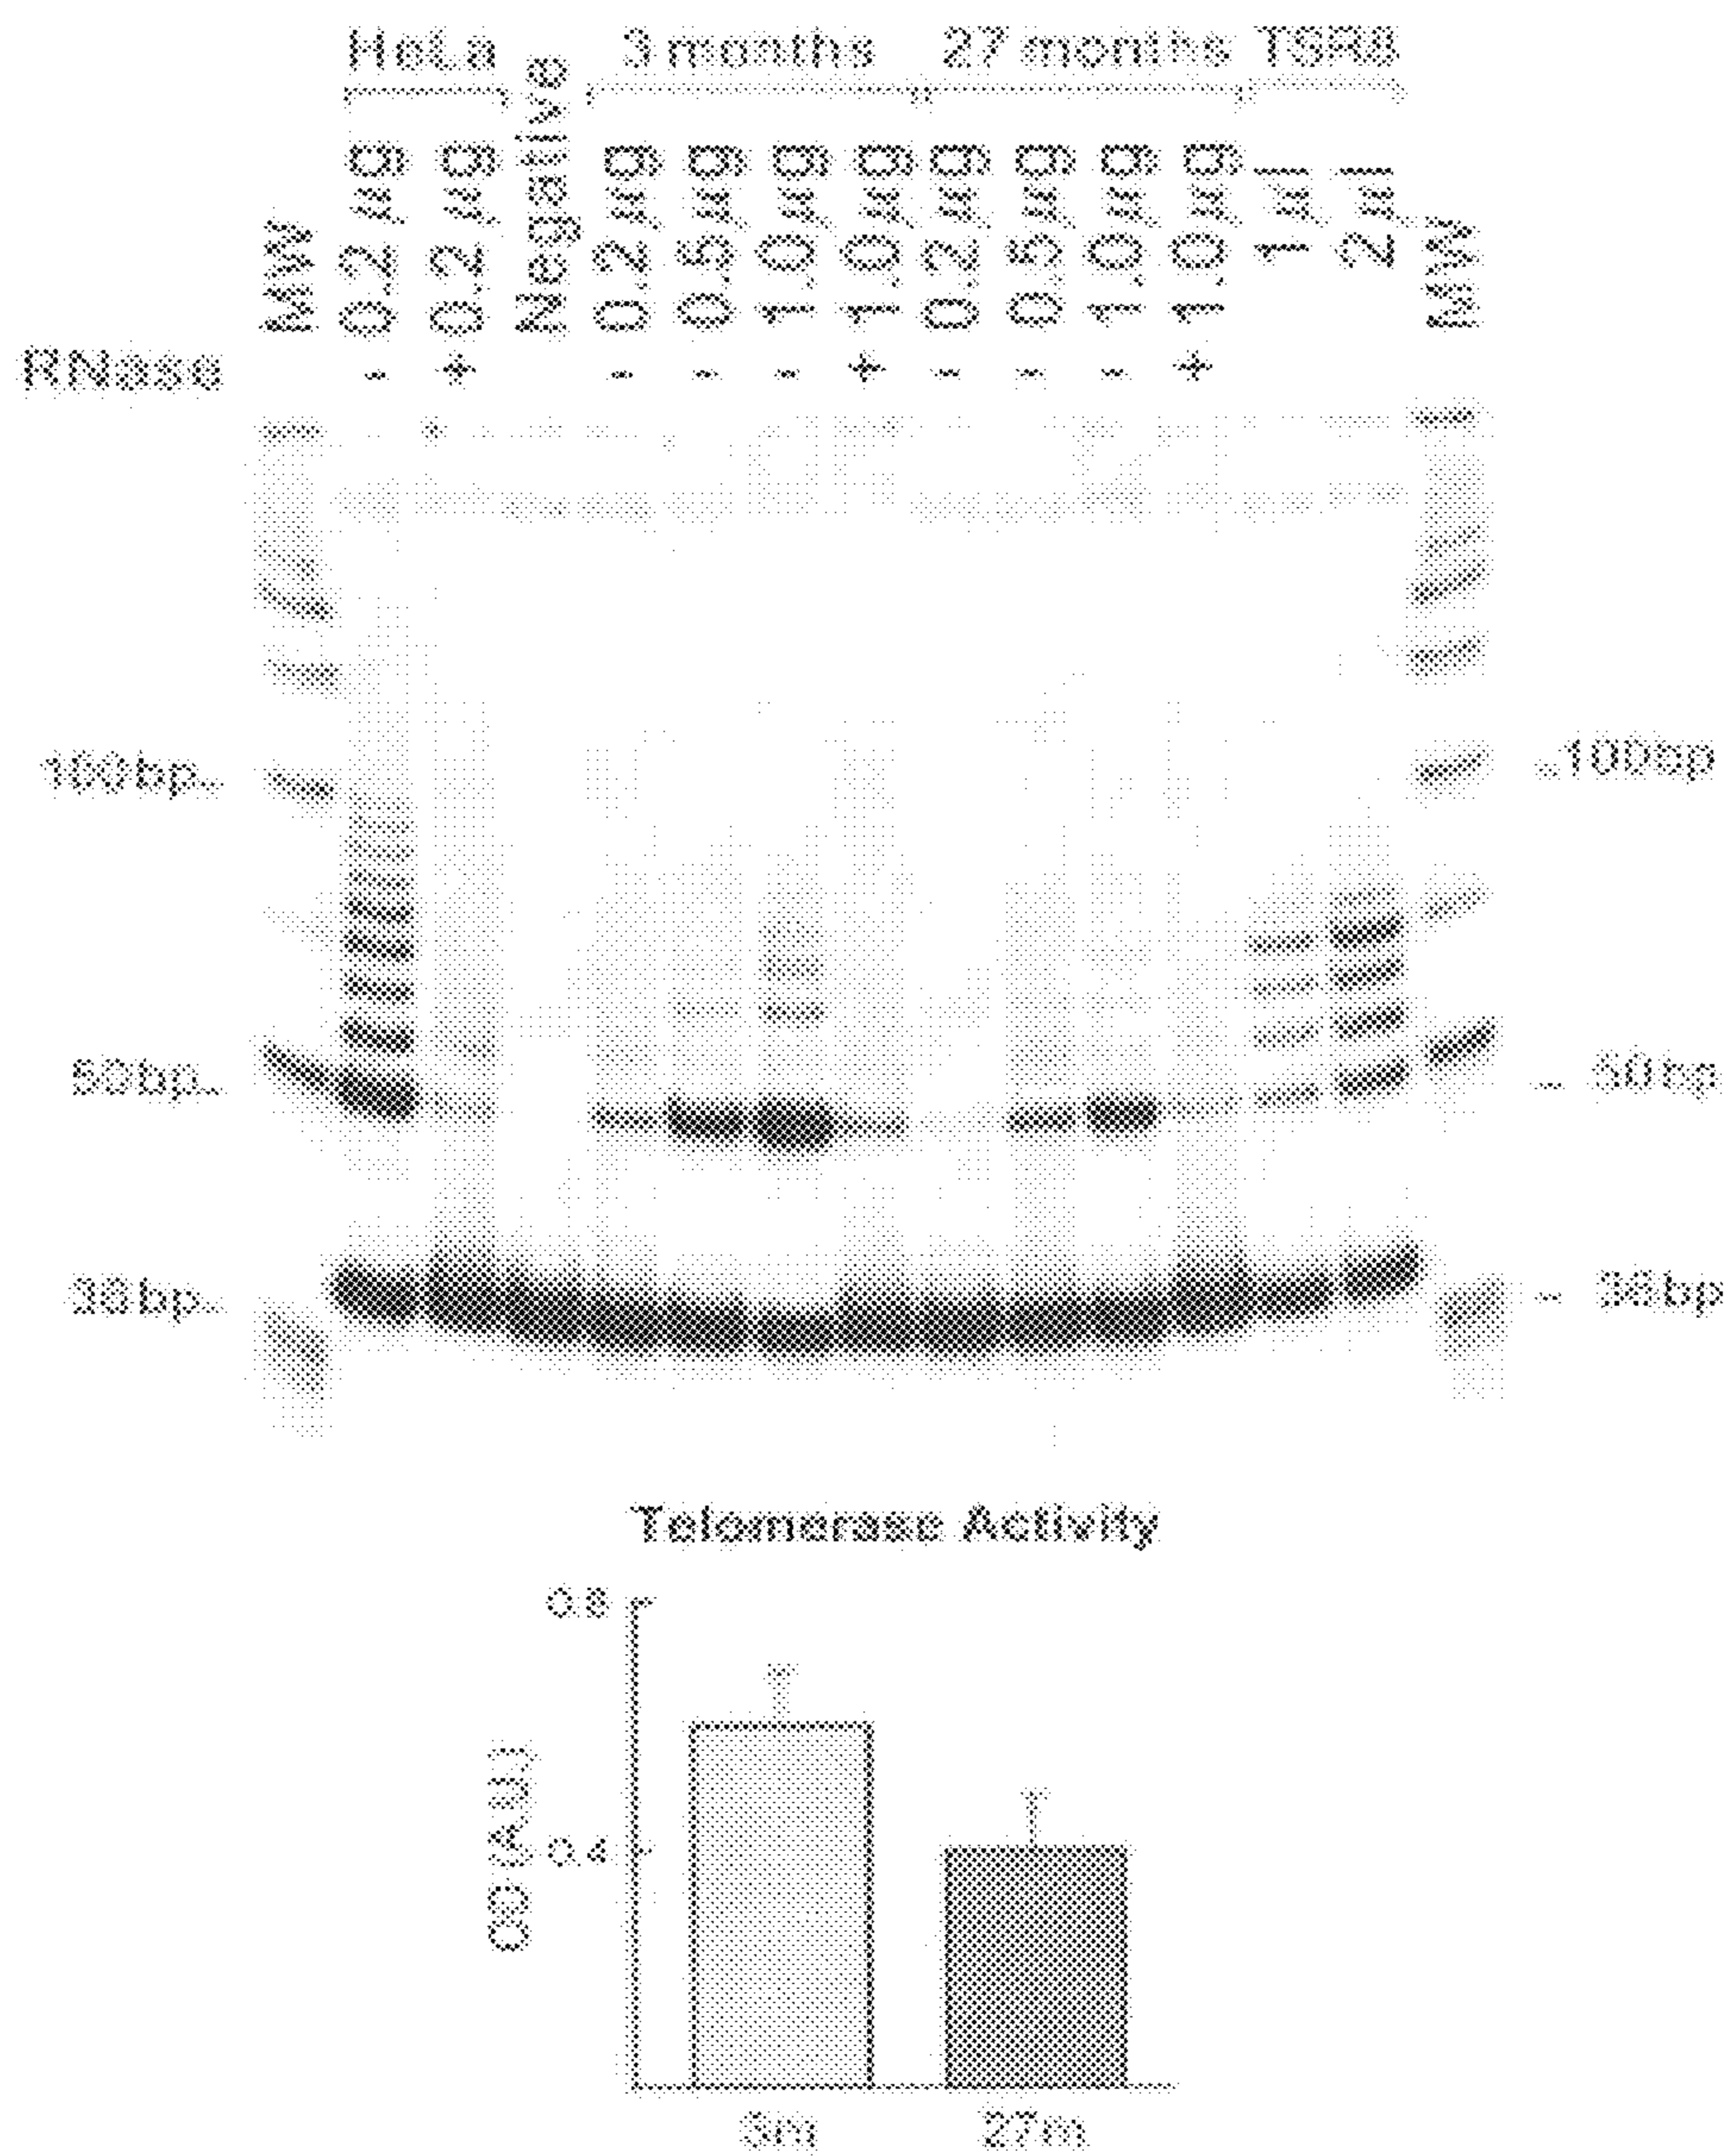 HeLa 3 months 27 months TSR8
MW 0.2 µg 0.2 µg Negative 0.2 µg 0.5 µg 1.0 µg 1.0 µg 0.2 µg 0.5 µg 1.0 µg 1.0 µg 1 µl 2 µl MW
RNase - + - - - + - - - +
100bp- -100bp
50bp- - 50bp
38bp- - 38bp
Telomerase Activity
0.8
OD (A.U.)
0.4
3m 27m